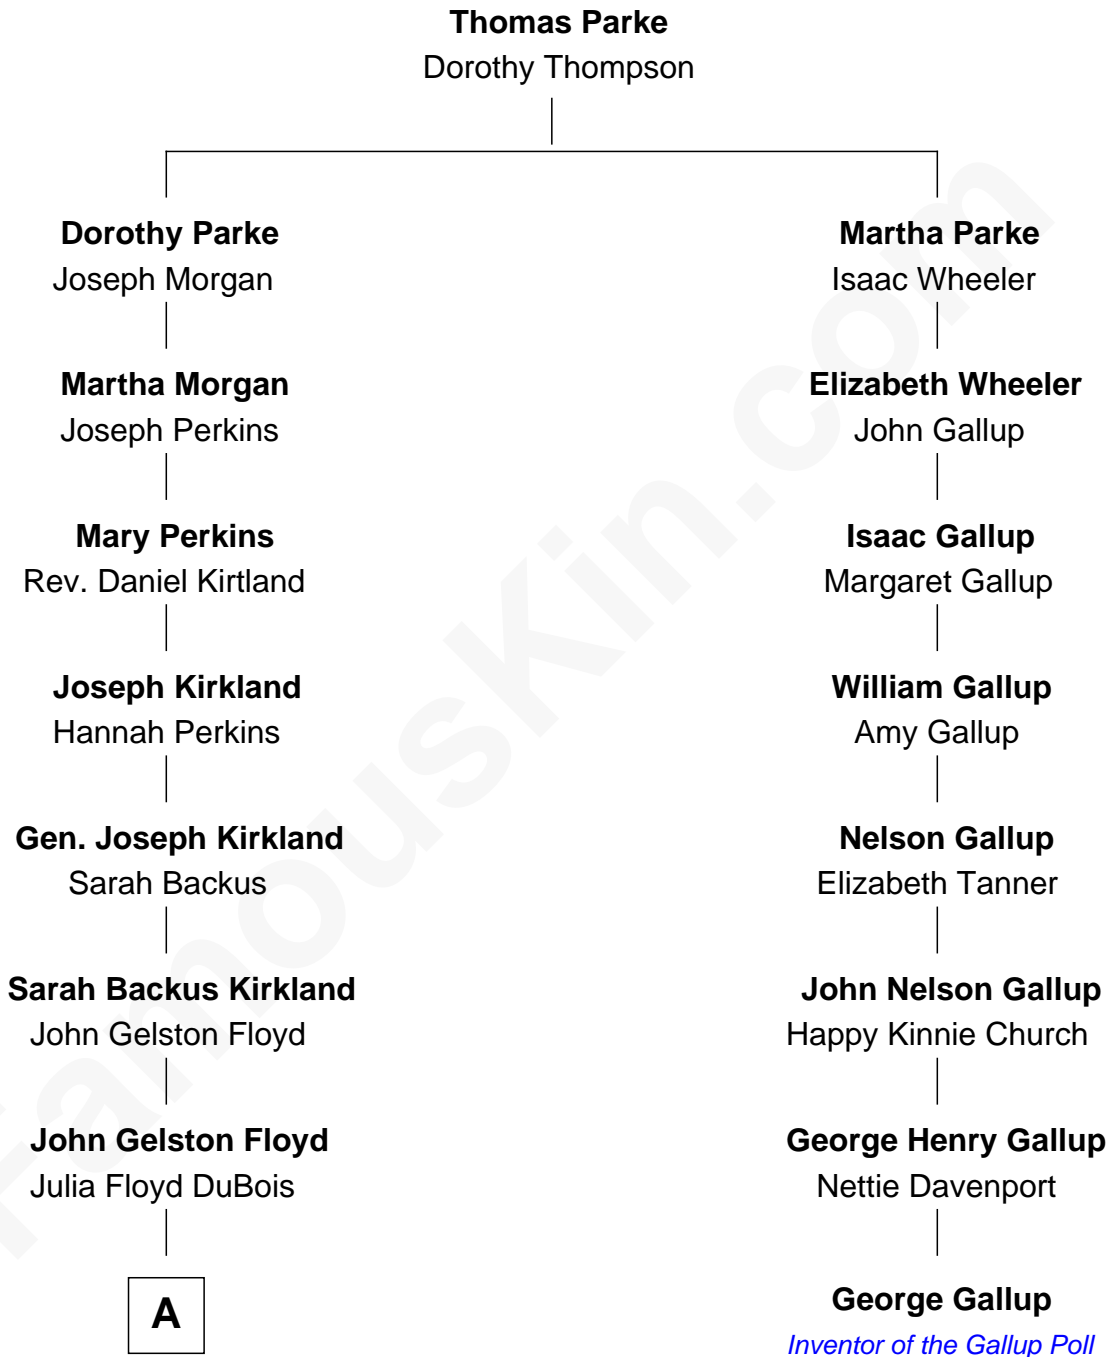 Thomas Parke
Dorothy Thompson
Dorothy Parke
Joseph Morgan
Martha Morgan
Joseph Perkins
Mary Perkins
Rev. Daniel Kirtland
Joseph Kirkland
Hannah Perkins
Gen. Joseph Kirkland
Sarah Backus
Sarah Backus Kirkland
John Gelston Floyd
John Gelston Floyd
Julia Floyd DuBois
A
Martha Parke
Isaac Wheeler
Elizabeth Wheeler
John Gallup
Isaac Gallup
Margaret Gallup
William Gallup
Amy Gallup
Nelson Gallup
Elizabeth Tanner
John Nelson Gallup
Happy Kinnie Church
George Henry Gallup
Nettie Davenport
George Gallup
Inventor of the Gallup Poll
FamousKin.com